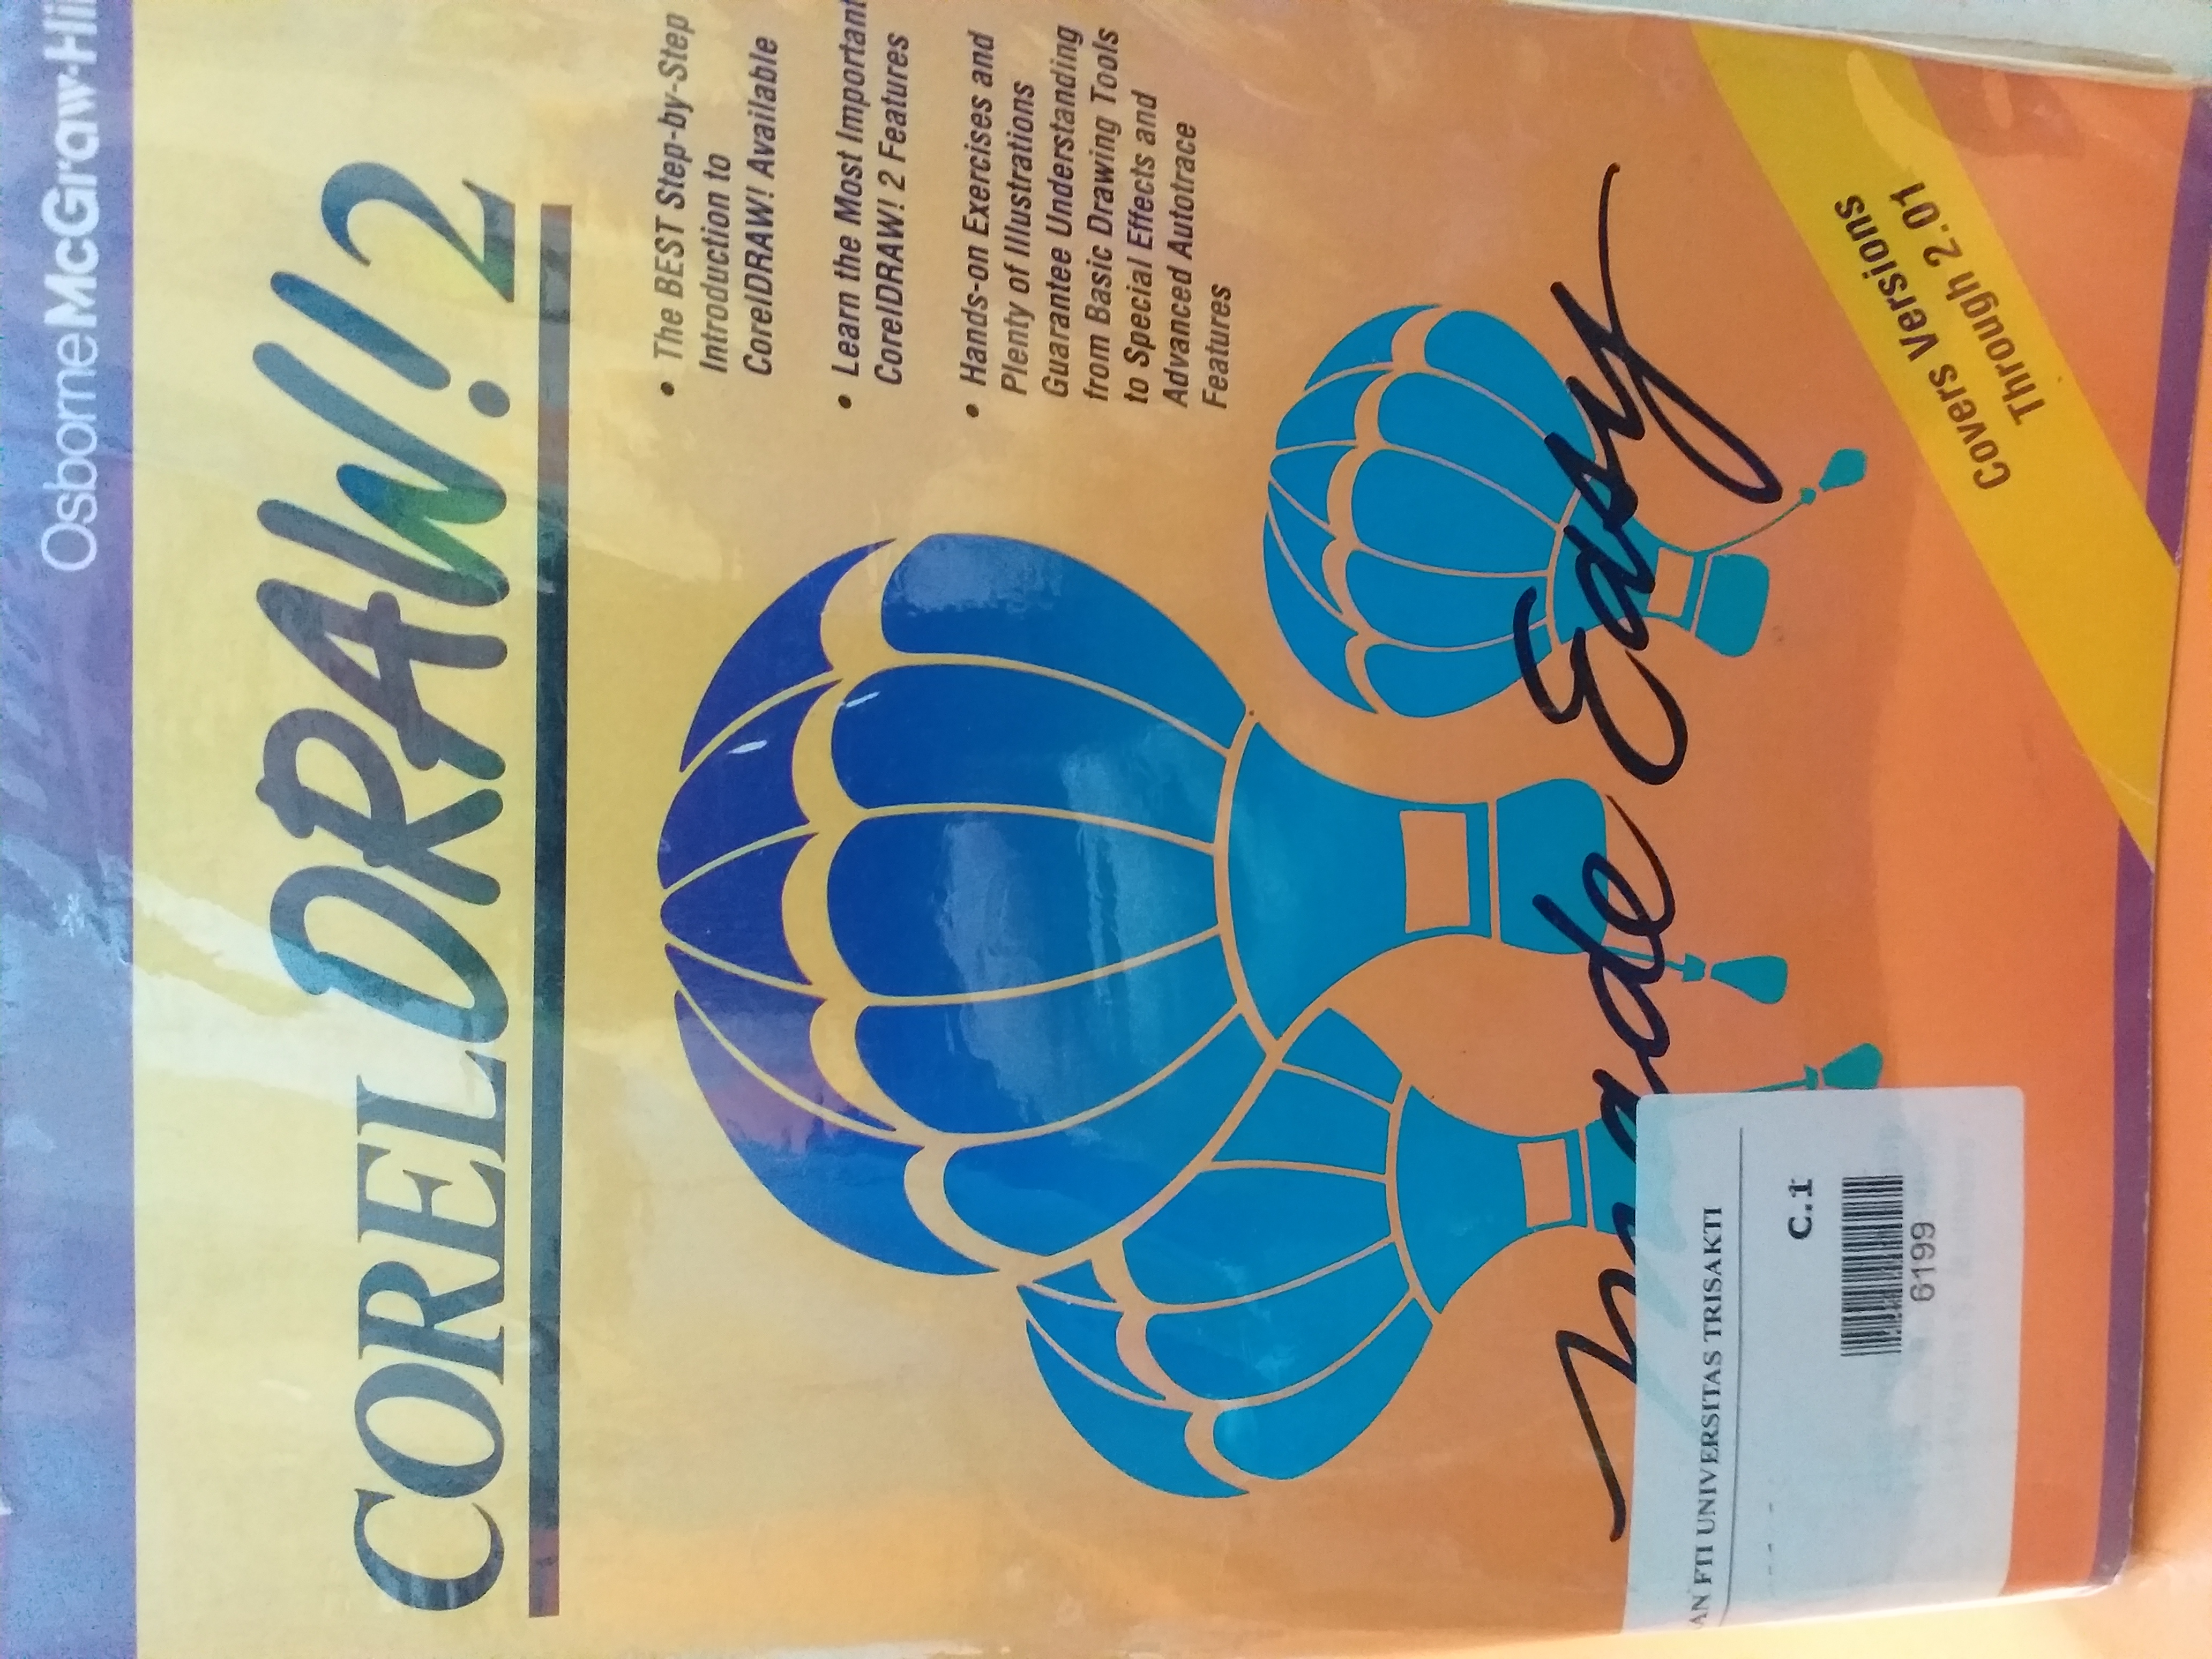 Osborne McGraw-Hi
CORELDRAW! 2
• The BEST Step-by-Step
Introduction to
CorelDRAW! Available
• Learn the Most Important
CorelDRAW! 2 Features
• Hands-on Exercises and
Plenty of Illustrations
Guarantee Understanding
from Basic Drawing Tools
to Special Effects and
Advanced Autotrace
Features
made Easy
Covers Versions
Through 2.01
AN FTI UNIVERSITAS TRISAKTI
C.1
6199